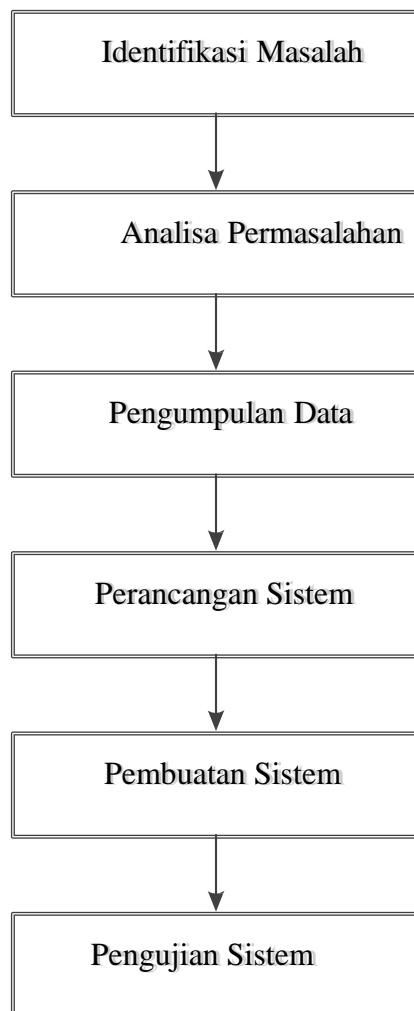 Identifikasi Masalah
Analisa Permasalahan
Pengumpulan Data
Perancangan Sistem
Pembuatan Sistem
Pengujian Sistem